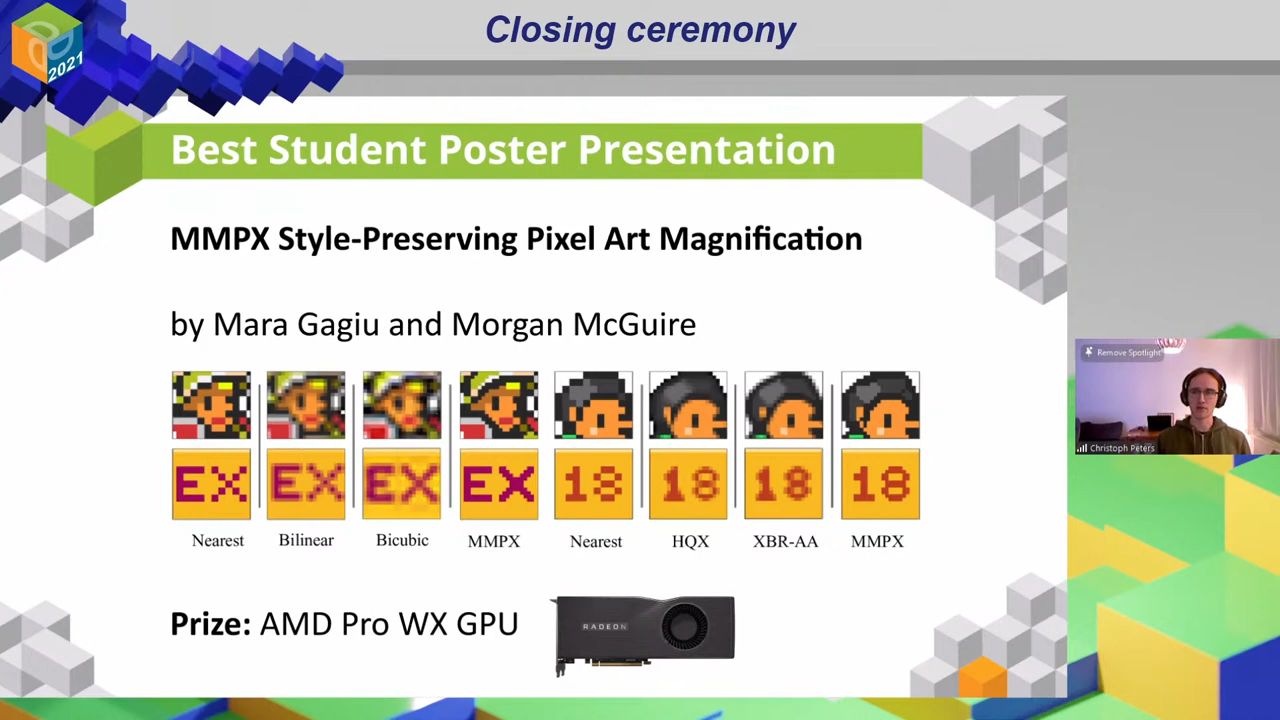 Closing ceremony
2021
Best Student Poster Presentation
MMPX Style-Preserving Pixel Art Magnification
by Mara Gagiu and Morgan McGuire
EX EX EX EX 18 18 18 18
Nearest Bilinear Bicubic MMPX Nearest HQX XBR-AA MMPX
Prize: AMD Pro WX GPU
RADEON
Remove Spotlight
Christoph Peters